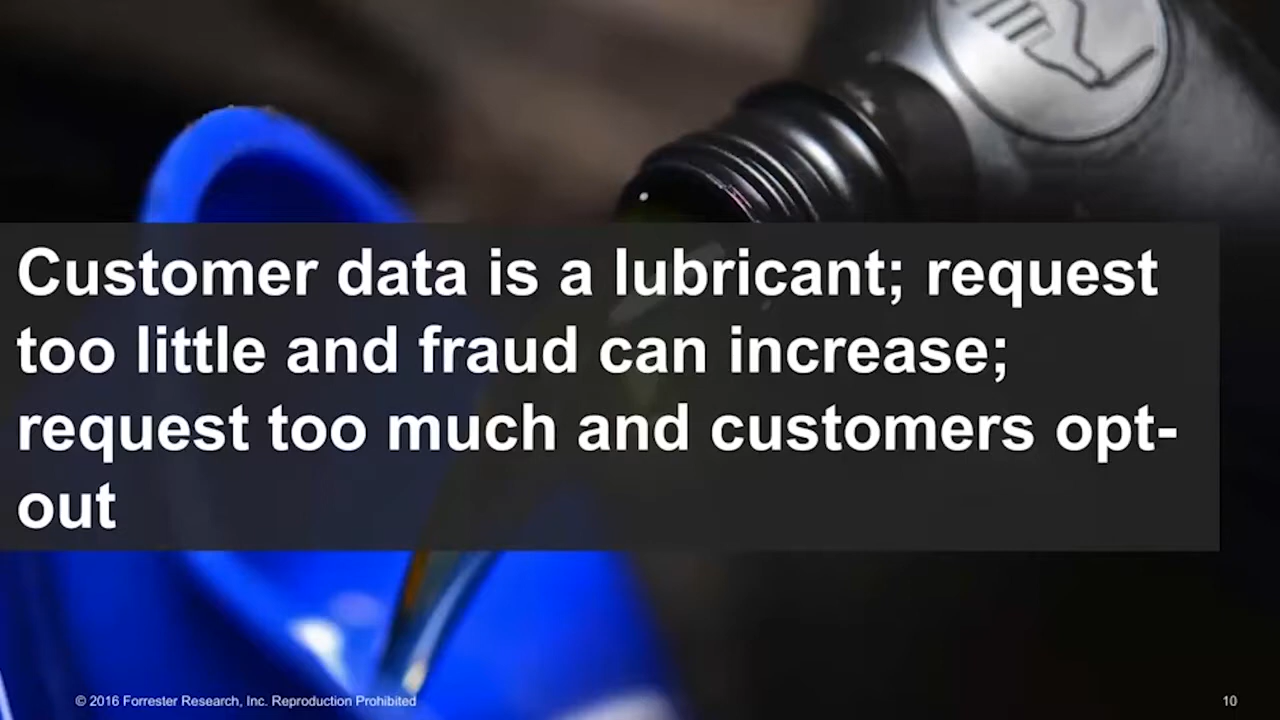 Customer data is a lubricant; request
too little and fraud can increase;
request too much and customers opt-
out
© 2016 Forrester Research, Inc. Reproduction Prohibited
10